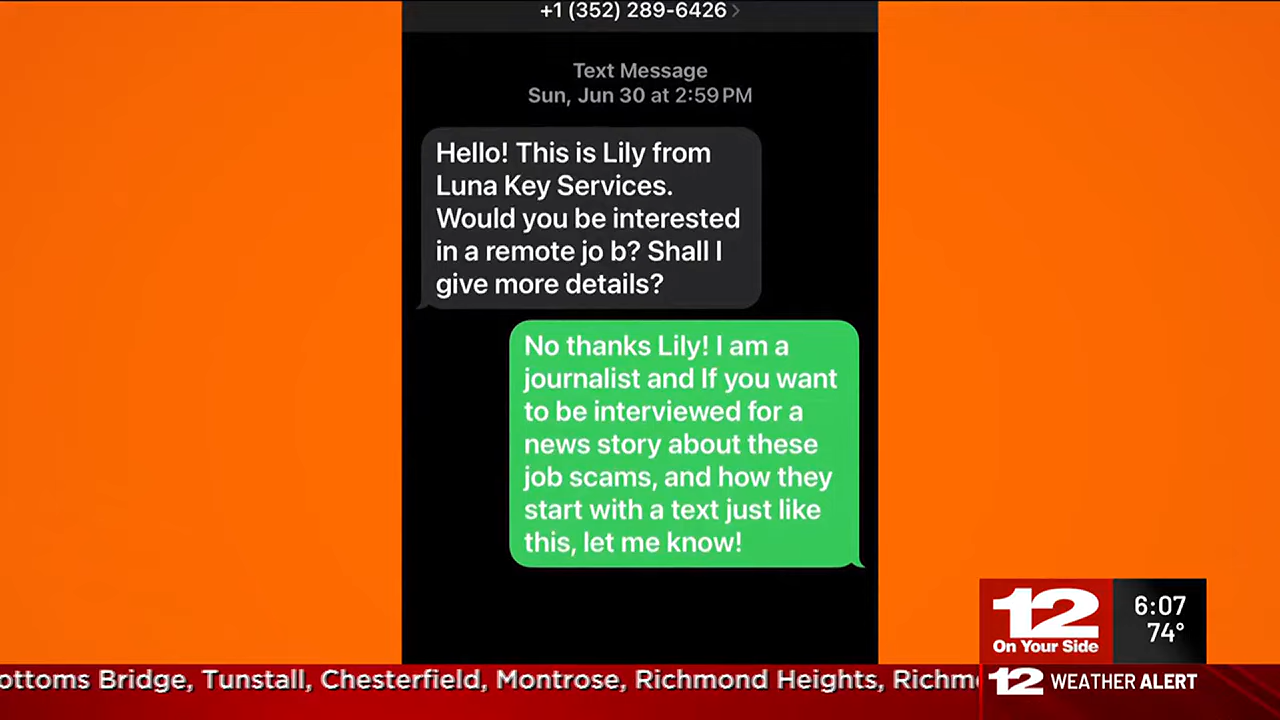 +1 (352) 289-6426 >
Text Message
Sun, Jun 30 at 2:59 PM
Hello! This is Lily from
Luna Key Services.
Would you be interested
in a remote jo b? Shall I
give more details?
No thanks Lily! I am a
journalist and If you want
to be interviewed for a
news story about these
job scams, and how they
start with a text just like
this, let me know!
12
On Your Side
6:07
74°
ottoms Bridge, Tunstall, Chesterfield, Montrose, Richmond Heights, Richm
12 WEATHER ALERT